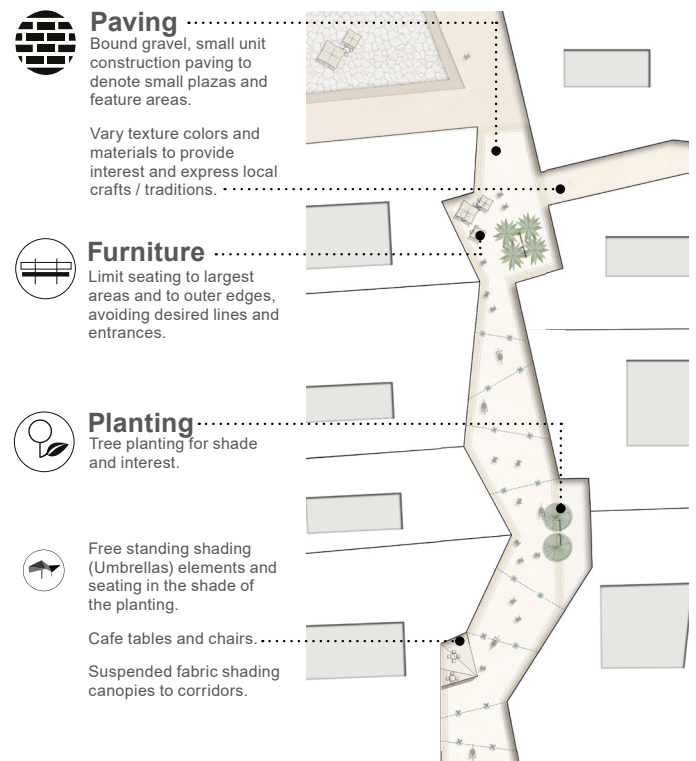 Paving
Bound gravel, small unit
construction paving to
denote small plazas and
feature areas.
Vary texture colors and
materials to provide
interest and express local
crafts / traditions.
Furniture
Limit seating to largest
areas and to outer edges,
avoiding desired lines and
entrances.
Planting
Tree planting for shade
and interest.
Free standing shading
(Umbrellas) elements and
seating in the shade of
the planting.
Cafe tables and chairs.
Suspended fabric shading
canopies to corridors.